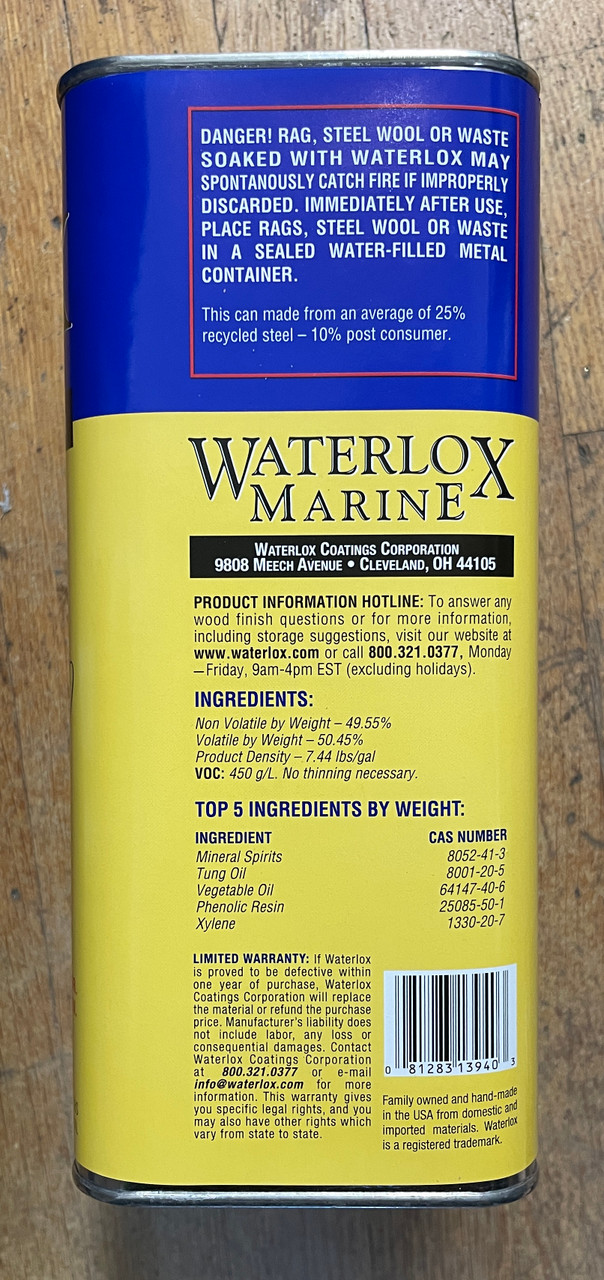 DANGER! RAG, STEEL WOOL OR WASTE
SOAKED WITH WATERLOX MAY
SPONTANOUSLY CATCH FIRE IF IMPROPERLY
DISCARDED. IMMEDIATELY AFTER USE,
PLACE RAGS, STEEL WOOL OR WASTE
IN A SEALED WATER-FILLED METAL
CONTAINER.
This can made from an average of 25%
recycled steel – 10% post consumer.
WATERLOX
MARINE
WATERLOX COATINGS CORPORATION
9808 MEECH AVENUE • CLEVELAND, OH 44105
PRODUCT INFORMATION HOTLINE: To answer any
wood finish questions or for more information,
including storage suggestions, visit our website at
www.waterlox.com or call 800.321.0377, Monday
—Friday, 9am-4pm EST (excluding holidays).
INGREDIENTS:
Non Volatile by Weight – 49.55%
Volatile by Weight – 50.45%
Product Density – 7.44 lbs/gal
VOC: 450 g/L. No thinning necessary.
TOP 5 INGREDIENTS BY WEIGHT:
INGREDIENT CAS NUMBER
Mineral Spirits 8052-41-3
Tung Oil 8001-20-5
Vegetable Oil 64147-40-6
Phenolic Resin 25085-50-1
Xylene 1330-20-7
LIMITED WARRANTY: If Waterlox
is proved to be defective within
one year of purchase, Waterlox
Coatings Corporation will replace
the material or refund the purchase
price. Manufacturer's liability does
not include labor, any loss or
consequential damages. Contact
Waterlox Coatings Corporation
at 800.321.0377 or e-mail
info@waterlox.com for more
information. This warranty gives
you specific legal rights, and you
may also have other rights which
vary from state to state.
0 81283 13940 3
Family owned and hand-made
in the USA from domestic and
imported materials. Waterlox
is a registered trademark.